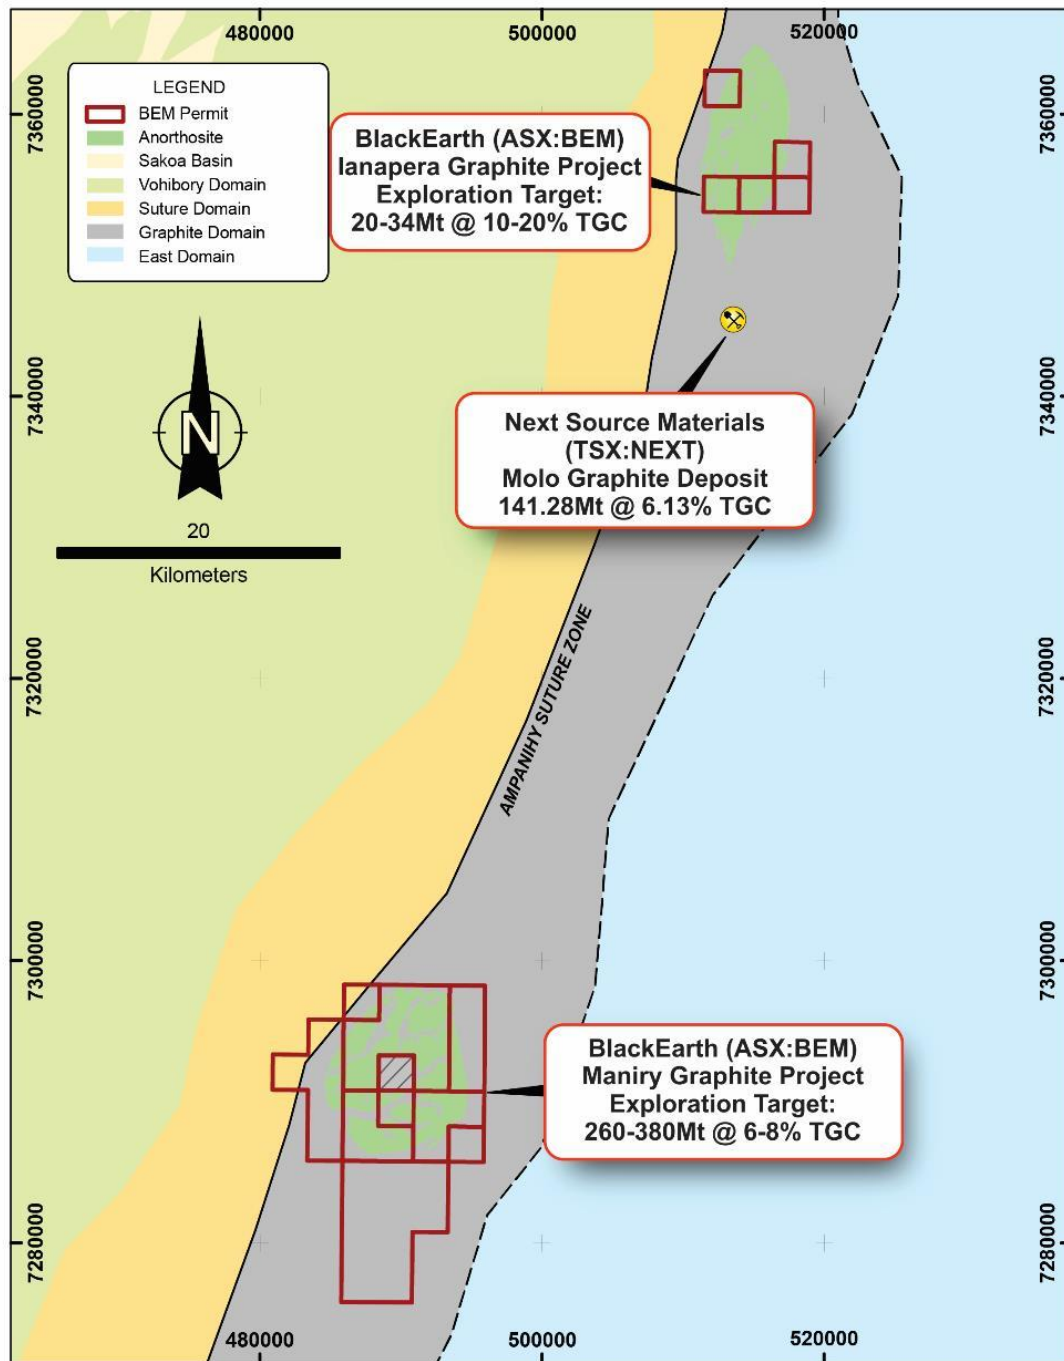 480000
500000
520000
7360000
7360000
LEGEND
BEM Permit
Anorthosite
Sakoa Basin
Vohibory Domain
Suture Domain
Graphite Domain
East Domain
BlackEarth (ASX:BEM)
Ianapera Graphite Project
Exploration Target:
20-34Mt @ 10-20% TGC
7340000
7340000
N
20
Kilometers
Next Source Materials
(TSX:NEXT)
Molo Graphite Deposit
141.28Mt @ 6.13% TGC
7320000
7320000
AMPANIHY SUTURE ZONE
7300000
7300000
BlackEarth (ASX:BEM)
Maniry Graphite Project
Exploration Target:
260-380Mt @ 6-8% TGC
7280000
7280000
480000
500000
520000